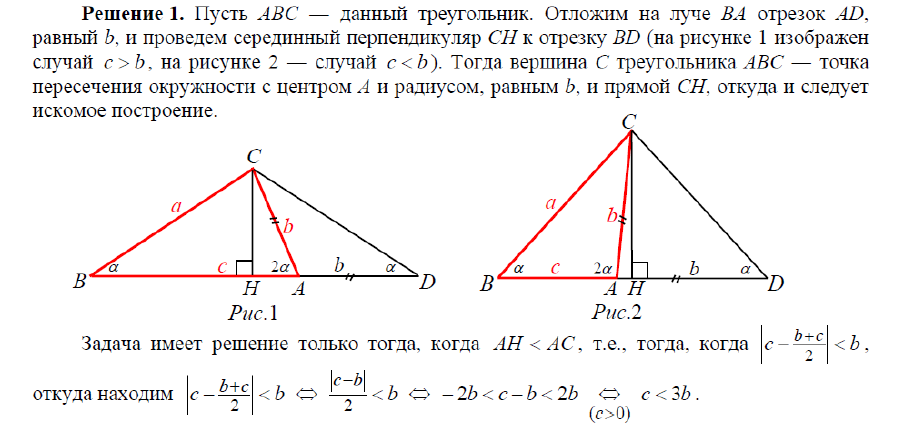 Решение 1. Пусть ABC — данный треугольник. Отложим на луче BA отрезок AD,
равный b, и проведем серединный перпендикуляр CH к отрезку BD (на рисунке 1 изображен
случай c > b, на рисунке 2 — случай c < b). Тогда вершина C треугольника ABC — точка
пересечения окружности с центром A и радиусом, равным b, и прямой CH, откуда и следует
искомое построение.
C
a
b
B
α
c
2α
b
α
H
A
D
Рис.1
C
a
b
B
α
c
2α
b
α
A
H
D
Рис.2
Задача имеет решение только тогда, когда AH < AC, т.е., тогда, когда |c − b+c/2| < b,
откуда находим |c − b+c/2| < b ⇔ |c−b|/2 < b ⇔ −2b < c − b < 2b ⇔ (c>0) c < 3b.